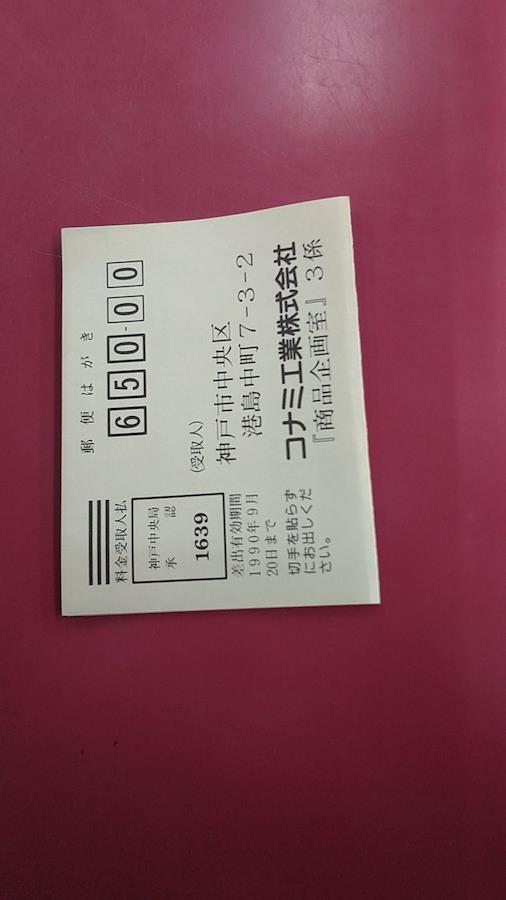 郵便はがき
650-00
(受取人)
神戸市中央区
港島中町7-3-2
コナミ工業株式会社
『商品企画室』3係
料金受取人払
神戸中央局
承認
1639
差出有効期間
1990年9月
20日まで
切手を貼らず
にお出しくだ
さい。